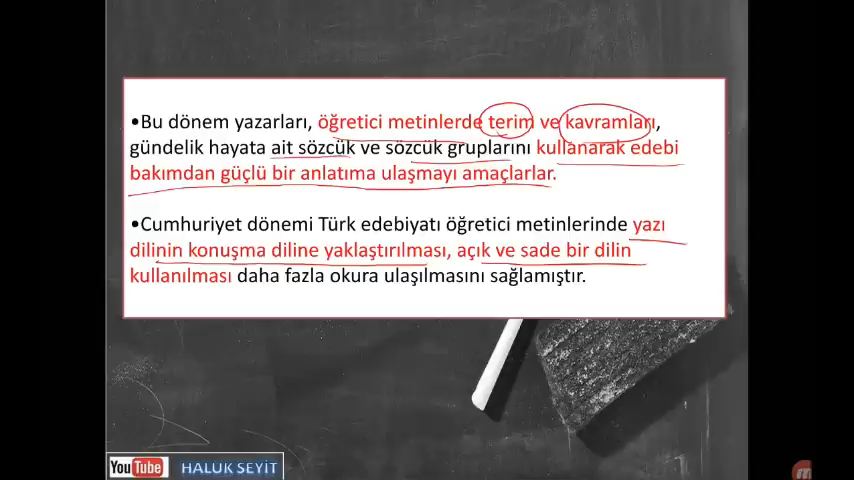 •Bu dönem yazarları, öğretici metinlerde terim ve kavramları,
gündelik hayata ait sözcük ve sözcük gruplarını kullanarak edebi
bakımdan güçlü bir anlatıma ulaşmayı amaçlarlar.
•Cumhuriyet dönemi Türk edebiyatı öğretici metinlerinde yazı
dilinin konuşma diline yaklaştırılması, açık ve sade bir dilin
kullanılması daha fazla okura ulaşılmasını sağlamıştır.
YouTube HALUK SEYİT